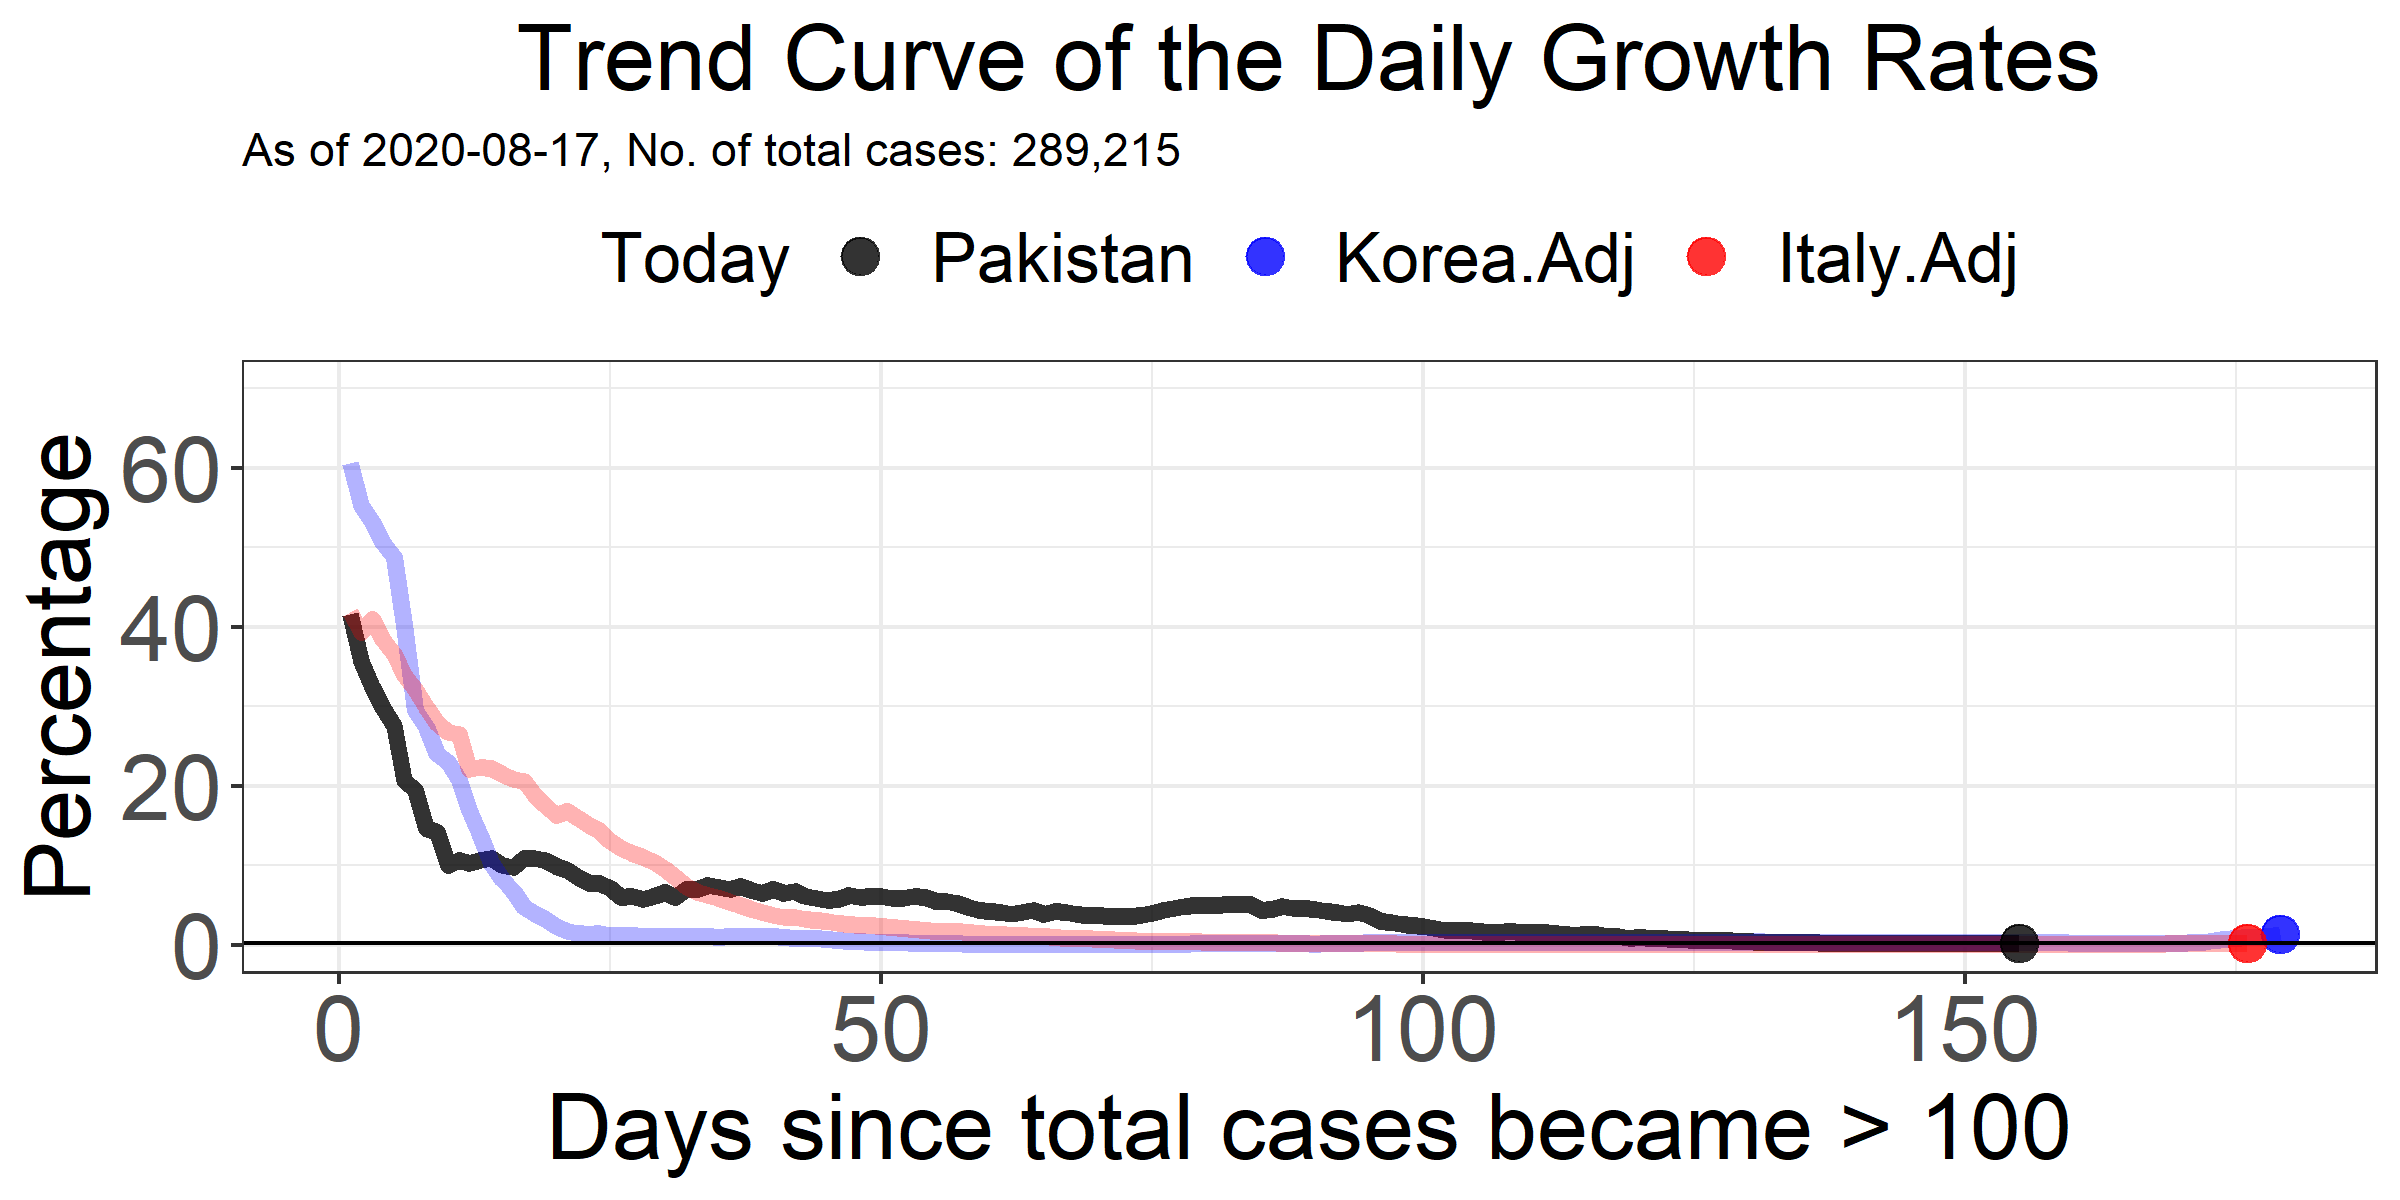 Trend Curve of the Daily Growth Rates
As of 2020-08-17, No. of total cases: 289,215
Today Pakistan Korea.Adj Italy.Adj
Percentage
60
40
20
0
0 50 100 150
Days since total cases became > 100